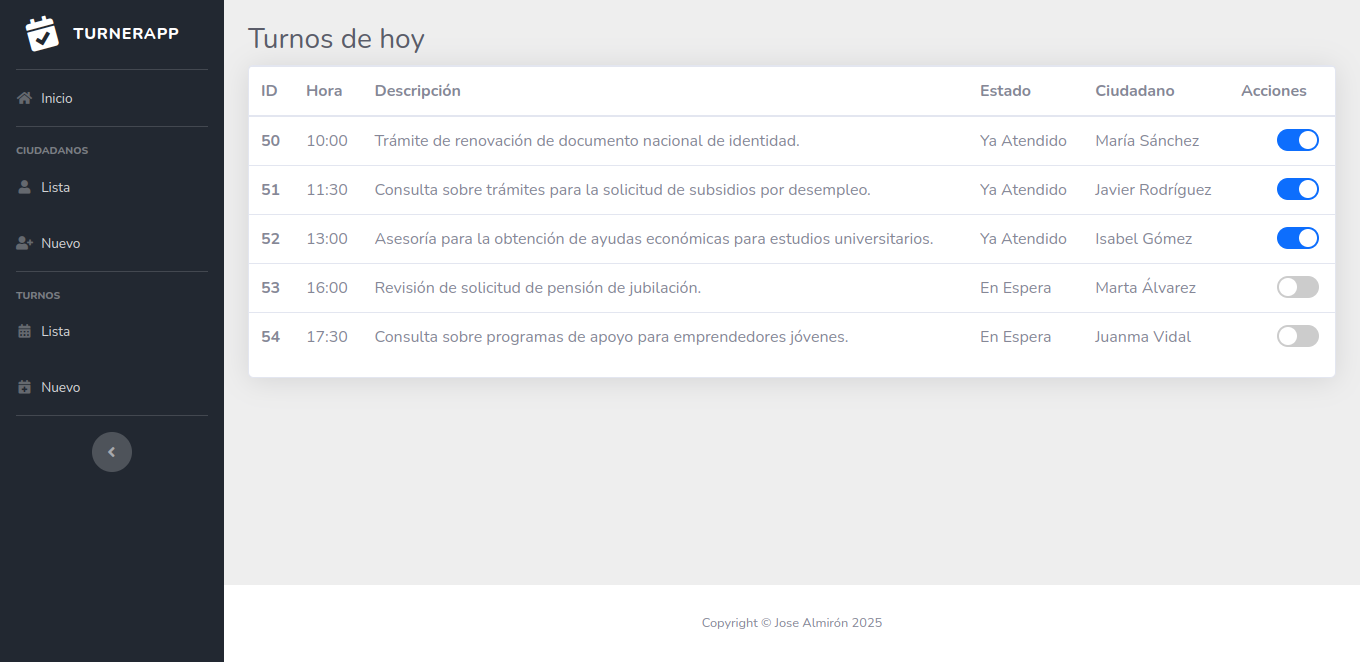 TURNERAPP
Inicio
CIUDADANOS
Lista
Nuevo
TURNOS
Lista
Nuevo
Turnos de hoy
ID Hora Descripción Estado Ciudadano Acciones
50 10:00 Trámite de renovación de documento nacional de identidad. Ya Atendido María Sánchez
51 11:30 Consulta sobre trámites para la solicitud de subsidios por desempleo. Ya Atendido Javier Rodríguez
52 13:00 Asesoría para la obtención de ayudas económicas para estudios universitarios. Ya Atendido Isabel Gómez
53 16:00 Revisión de solicitud de pensión de jubilación. En Espera Marta Álvarez
54 17:30 Consulta sobre programas de apoyo para emprendedores jóvenes. En Espera Juanma Vidal
Copyright © Jose Almirón 2025